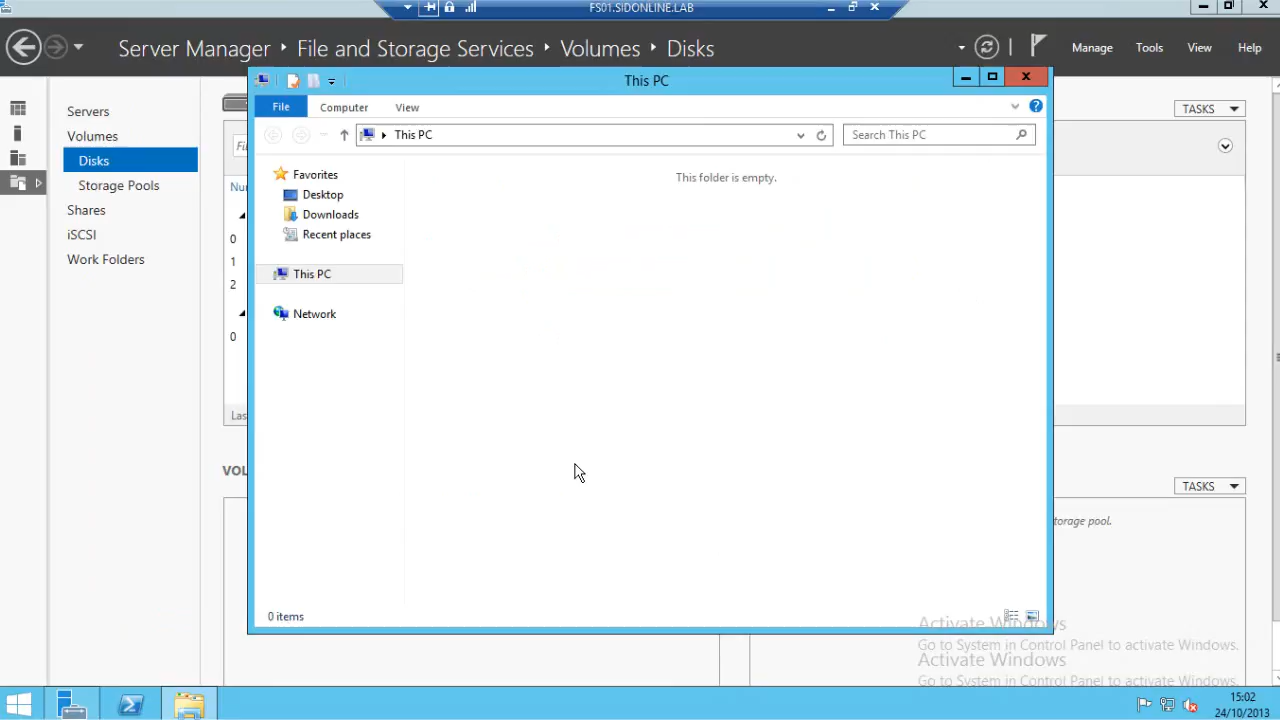 FS01.SIDONLINE.LAB
Server Manager File and Storage Services Volumes Disks
Manage Tools View Help
This PC
File Computer View
This PC
Search This PC
Servers
Volumes
Disks
Storage Pools
Shares
iSCSI
Work Folders
TASKS
0
1
2
0
Favorites
Desktop
Downloads
Recent places
This PC
Network
This folder is empty.
0 items
TASKS
torage pool.
Activate Windows
Go to System in Control Panel to activate Windows.
Activate Windows
Go to System in Control Panel to activate Windows.
15:02
24/10/2013